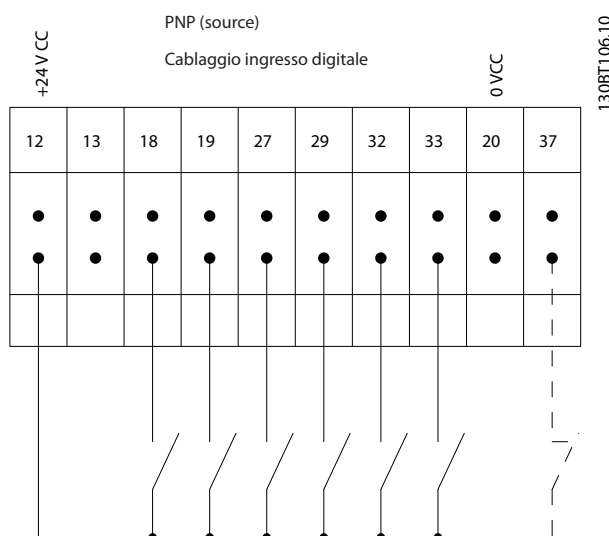 PNP (source)
Cablaggio ingresso digitale
+24 V CC
0 VCC
130BT106.10
12 13 18 19 27 29 32 33 20 37